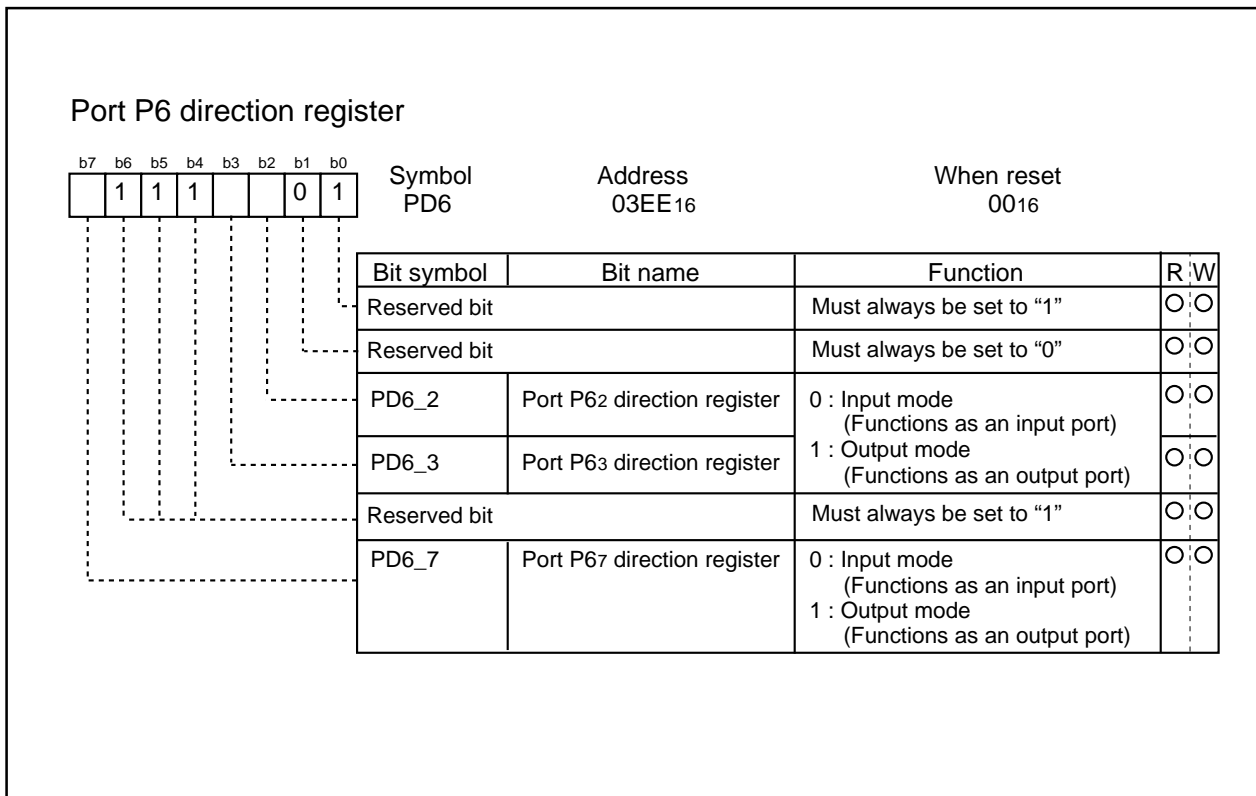 Port P6 direction register
b7 b6 b5 b4 b3 b2 b1 b0
1 1 1 0 1
Symbol Address When reset
PD6 03EE16 0016
Bit symbol Bit name Function R W
Reserved bit Must always be set to “1”
Reserved bit Must always be set to “0”
PD6_2 Port P62 direction register 0 : Input mode
(Functions as an input port)
PD6_3 Port P63 direction register 1 : Output mode
(Functions as an output port)
Reserved bit Must always be set to “1”
PD6_7 Port P67 direction register 0 : Input mode
(Functions as an input port)
1 : Output mode
(Functions as an output port)